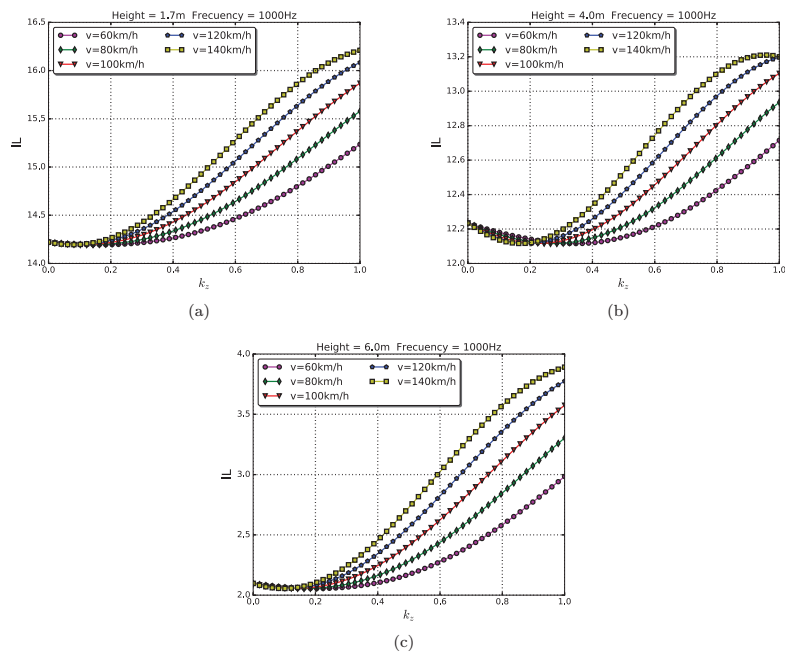 Height = 1.7m Frecuency = 1000Hz
16.5
16.0
15.5
15.0
14.5
14.0
IL
v=60km/h
v=80km/h
v=100km/h
v=120km/h
v=140km/h
0.0 0.2 0.4 0.6 0.8 1.0
k_z
(a)
Height = 4.0m Frecuency = 1000Hz
13.4
13.2
13.0
12.8
12.6
12.4
12.2
12.0
IL
v=60km/h
v=80km/h
v=100km/h
v=120km/h
v=140km/h
0.0 0.2 0.4 0.6 0.8 1.0
k_z
(b)
Height = 6.0m Frecuency = 1000Hz
4.0
3.5
3.0
2.5
2.0
IL
v=60km/h
v=80km/h
v=100km/h
v=120km/h
v=140km/h
0.0 0.2 0.4 0.6 0.8 1.0
k_z
(c)